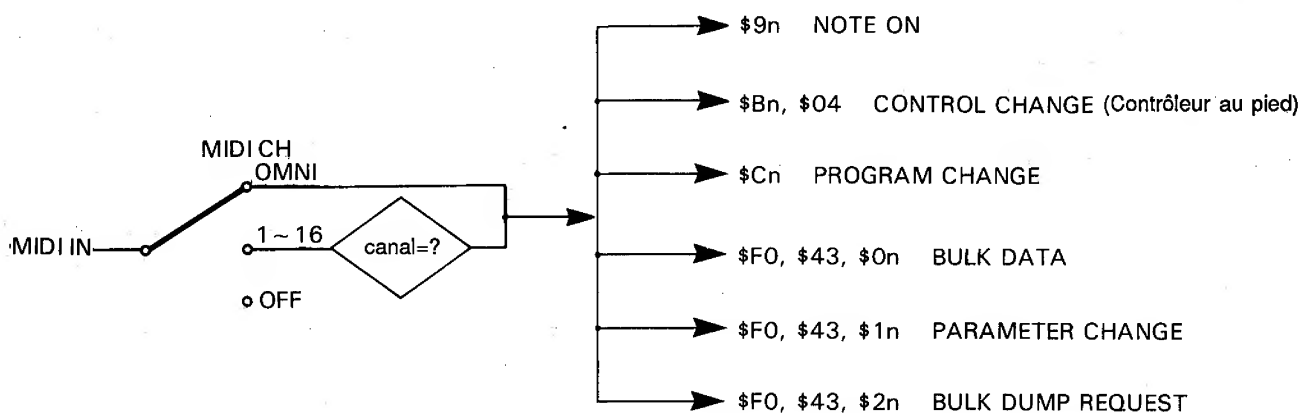 $9n NOTE ON
$Bn, $04 CONTROL CHANGE (Contrôleur au pied)
MIDI CH
OMNI
$Cn PROGRAM CHANGE
MIDI IN
1~16
canal=?
$F0, $43, $0n BULK DATA
OFF
$F0, $43, $1n PARAMETER CHANGE
$F0, $43, $2n BULK DUMP REQUEST